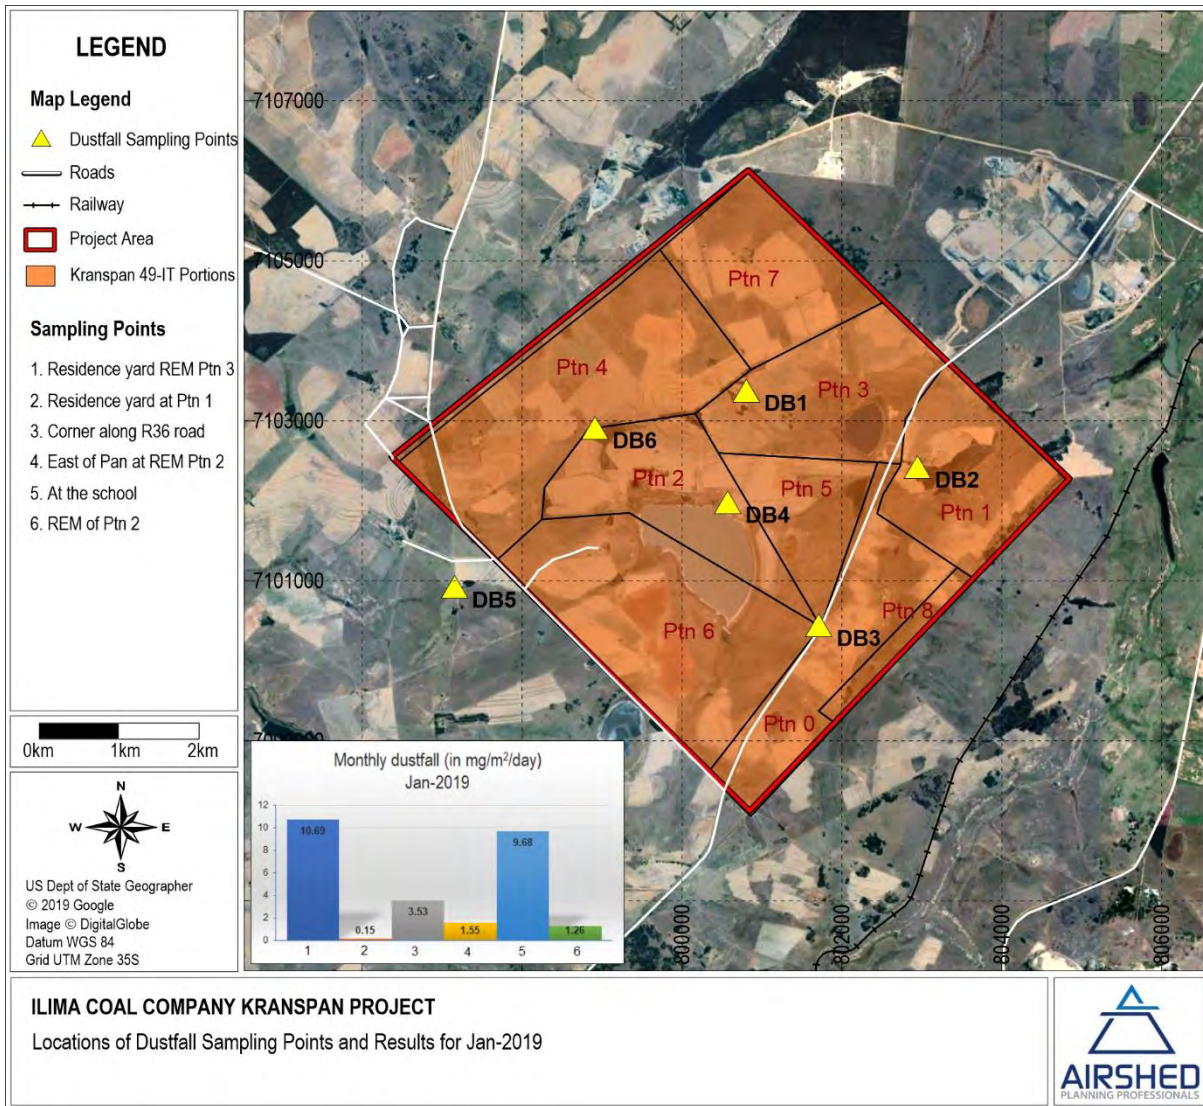 LEGEND
Map Legend
Dustfall Sampling Points
Roads
Railway
Project Area
Kranspan 49-IT Portions
Sampling Points
1. Residence yard REM Ptn 3
2. Residence yard at Ptn 1
3. Corner along R36 road
4. East of Pan at REM Ptn 2
5. At the school
6. REM of Ptn 2
0km 1km 2km
N
W E
S
US Dept of State Geographer
© 2019 Google
Image © DigitalGlobe
Datum WGS 84
Grid UTM Zone 35S
7107000
7105000
7103000
7101000
Ptn 7
Ptn 4
Ptn 3
DB1
DB6
DB2
Ptn 2
Ptn 5
DB4
Ptn 1
DB5
Ptn 8
Ptn 6
DB3
Ptn 0
800000
802000
804000
806000
Monthly dustfall (in mg/m²/day)
Jan-2019
12
10
8
6
4
2
0
10.69
0.15
3.53
1.55
9.68
1.26
1 2 3 4 5 6
ILIMA COAL COMPANY KRANSPAN PROJECT
Locations of Dustfall Sampling Points and Results for Jan-2019
AIRSHED
PLANNING PROFESSIONALS